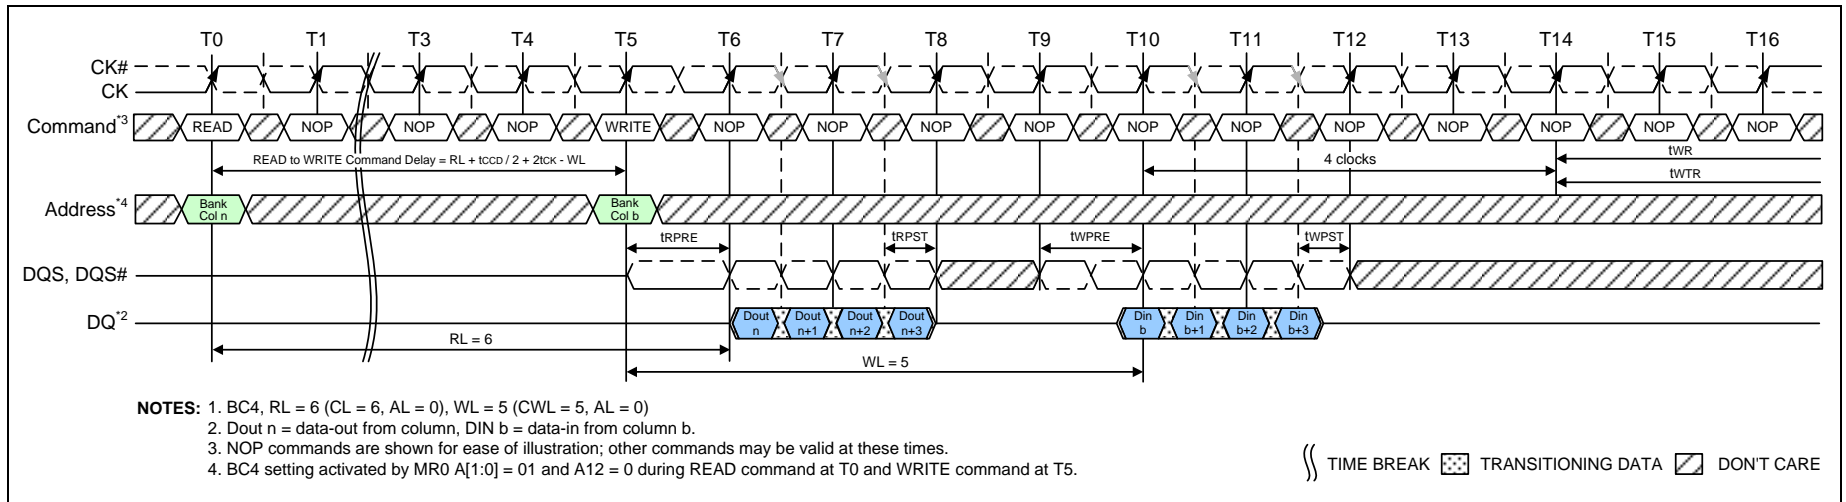 T0 T1 T3 T4 T5 T6 T7 T8 T9 T10 T11 T12 T13 T14 T15 T16
CK#
CK
Command*3 READ NOP NOP NOP WRITE NOP NOP NOP NOP NOP NOP NOP NOP NOP NOP NOP
READ to WRITE Command Delay = RL + tCCD / 2 + 2tCK - WL
4 clocks
tWR
tWTR
Address*4
Bank Col n
Bank Col b
tRPRE tRPST tWPRE tWPST
DQS, DQS#
DQ*2
Dout n
Dout n+1
Dout n+2
Dout n+3
Din b
Din b+1
Din b+2
Din b+3
RL = 6
WL = 5
NOTES: 1. BC4, RL = 6 (CL = 6, AL = 0), WL = 5 (CWL = 5, AL = 0)
2. Dout n = data-out from column, DIN b = data-in from column b.
3. NOP commands are shown for ease of illustration; other commands may be valid at these times.
4. BC4 setting activated by MR0 A[1:0] = 01 and A12 = 0 during READ command at T0 and WRITE command at T5.
TIME BREAK TRANSITIONING DATA DON'T CARE